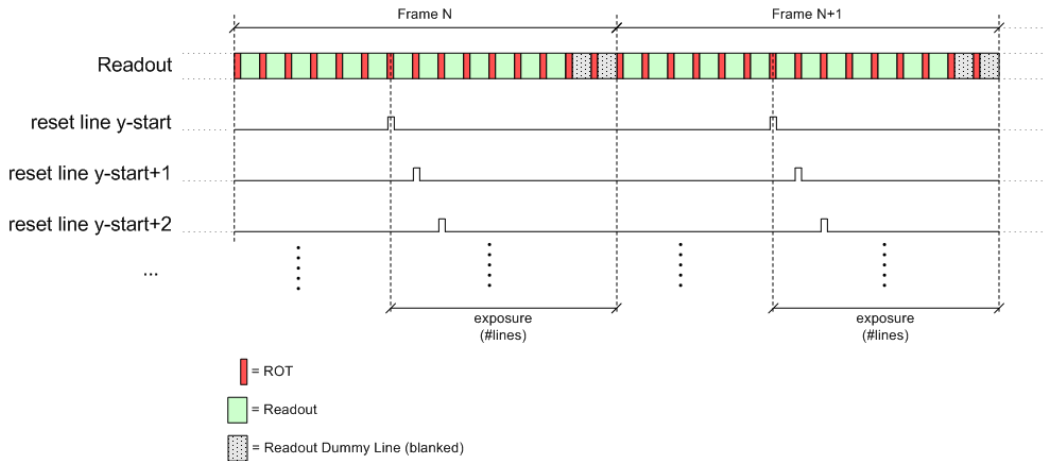 Frame N
Frame N+1
Readout
reset line y-start
reset line y-start+1
reset line y-start+2
...
exposure
(#lines)
exposure
(#lines)
= ROT
= Readout
= Readout Dummy Line (blanked)